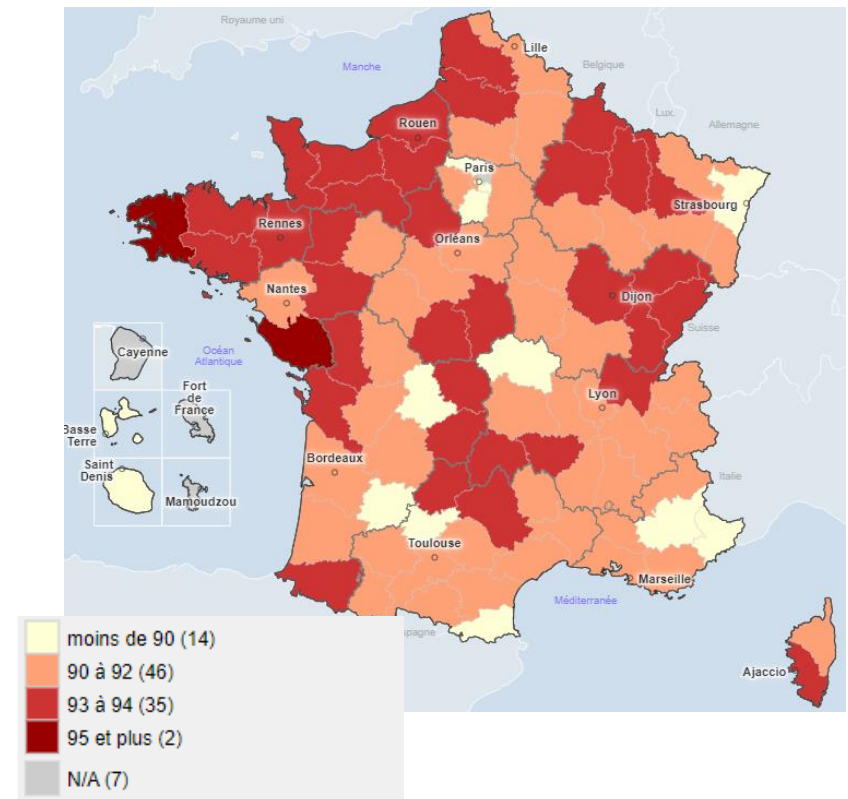 Royaume uni
Lille
Manche
Belgique
Lux.
Rouen
Allemagne
Paris
Strasbourg
Rennes
Orléans
Nantes
Dijon
Suisse
Cayenne
Océan
Atlantique
Fort
de
France
Lyon
Basse
Terre
Bordeaux
Saint
Denis
Italie
Mamoudzou
Toulouse
Marseille
Méditerranée
Ajaccio
moins de 90 (14)
90 à 92 (46)
93 à 94 (35)
95 et plus (2)
N/A (7)